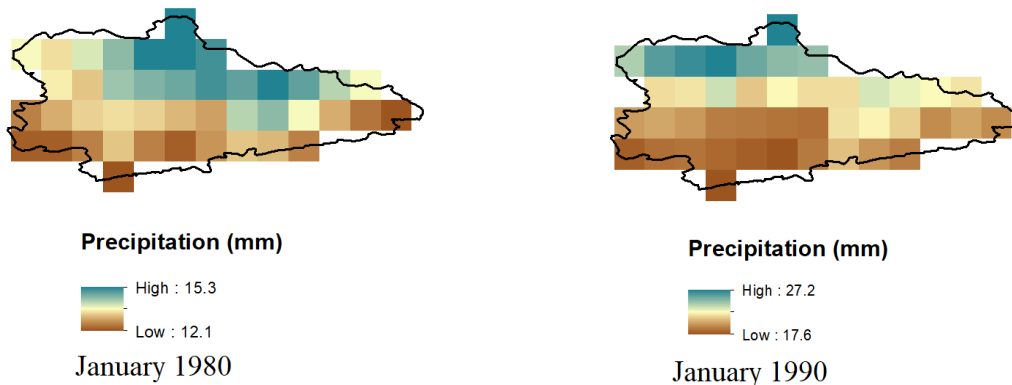 Precipitation (mm)
High : 15.3
Low : 12.1
January 1980
Precipitation (mm)
High : 27.2
Low : 17.6
January 1990